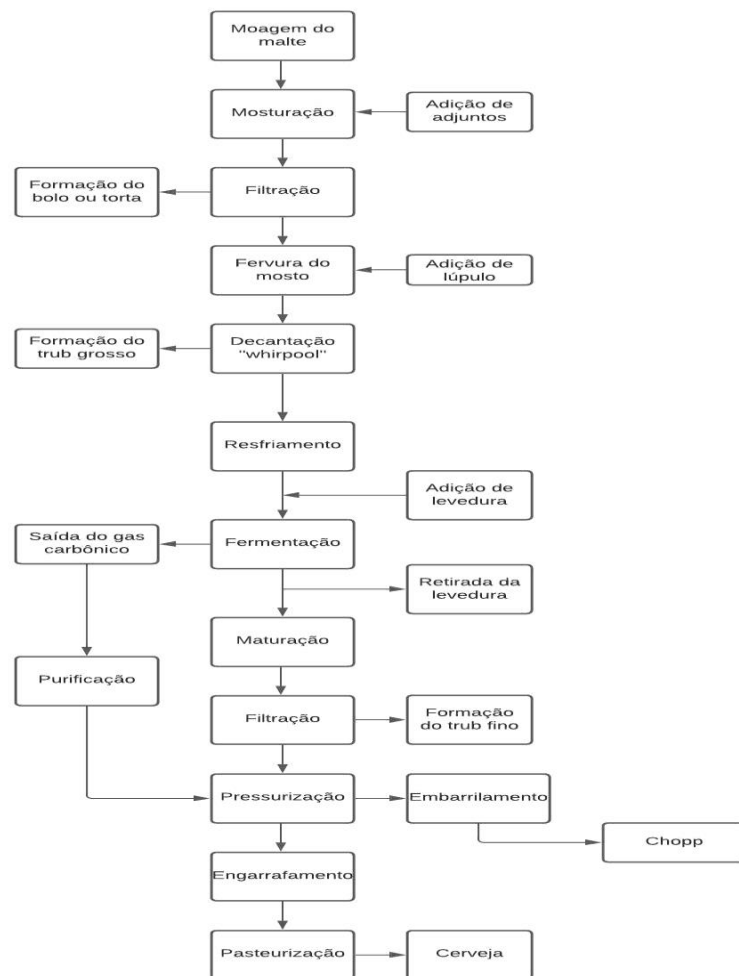 Moagem do
malte
Mosturação
Adição de
adjuntos
Formação do
bolo ou torta
Filtração
Fervura do
mosto
Adição de
lúpulo
Formação do
trub grosso
Decantação
"whirpool"
Resfriamento
Adição de
levedura
Saída do gas
carbônico
Fermentação
Retirada da
levedura
Maturação
Purificação
Filtração
Formação
do trub fino
Pressurização
Embarrilamento
Chopp
Engarrafamento
Pasteurização
Cerveja